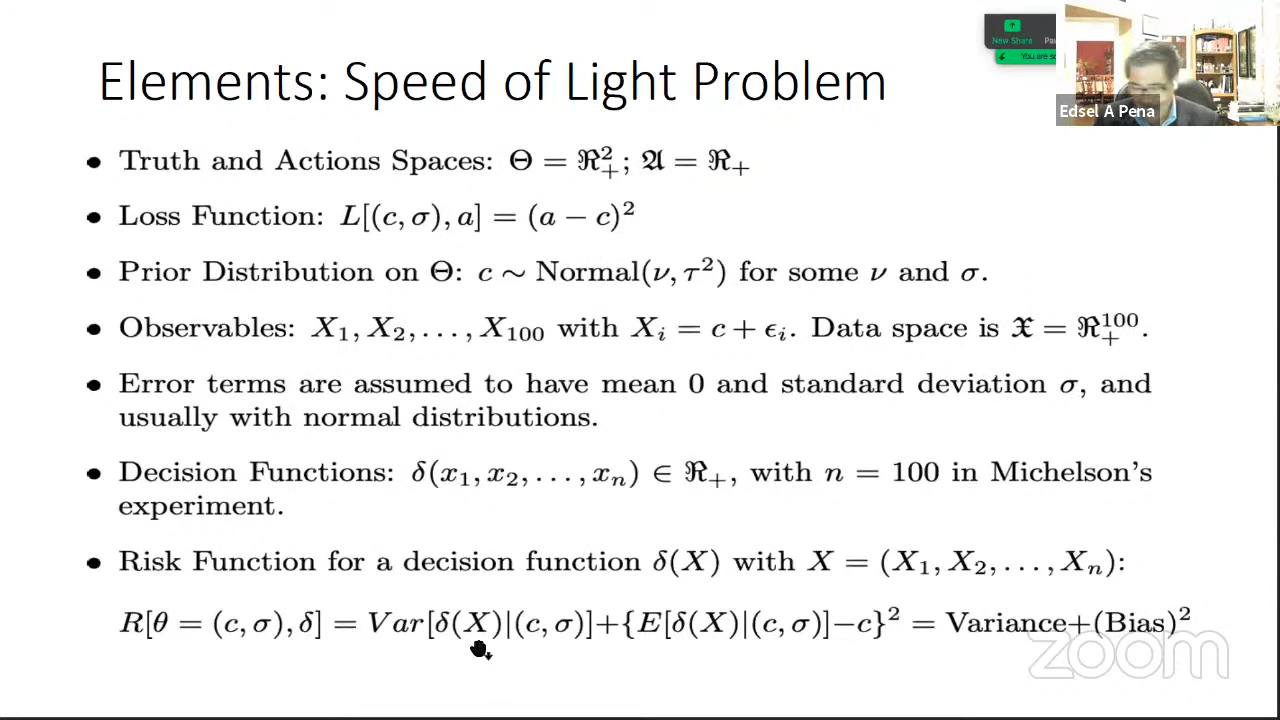 New Share
Pau
You are sc
Edsel A Pena
Elements: Speed of Light Problem
• Truth and Actions Spaces: Θ = ℜ₊²; 𝔄 = ℜ₊
• Loss Function: L[(c, σ), a] = (a − c)²
• Prior Distribution on Θ: c ∼ Normal(ν, τ²) for some ν and σ.
• Observables: X₁, X₂, . . . , X₁₀₀ with Xᵢ = c + ϵᵢ. Data space is 𝔛 = ℜ₊¹⁰⁰.
• Error terms are assumed to have mean 0 and standard deviation σ, and
usually with normal distributions.
• Decision Functions: δ(x₁, x₂, . . . , xₙ) ∈ ℜ₊, with n = 100 in Michelson's
experiment.
• Risk Function for a decision function δ(X) with X = (X₁, X₂, . . . , Xₙ):
R[θ = (c, σ), δ] = Var[δ(X)|(c, σ)]+{E[δ(X)|(c, σ)]−c}² = Variance+(Bias)²
zoom